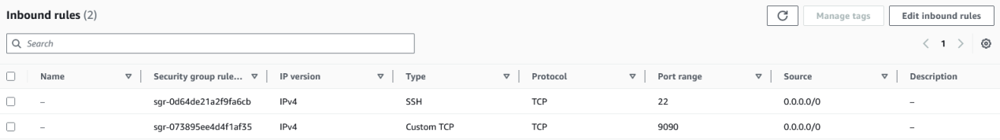 Inbound rules (2)
Manage tags
Edit inbound rules
Search
1
Name Security group rule... IP version Type Protocol Port range Source Description
– sgr-0d64de21a2f9fa6cb IPv4 SSH TCP 22 0.0.0.0/0 –
– sgr-073895ee4d4f1af35 IPv4 Custom TCP TCP 9090 0.0.0.0/0 –